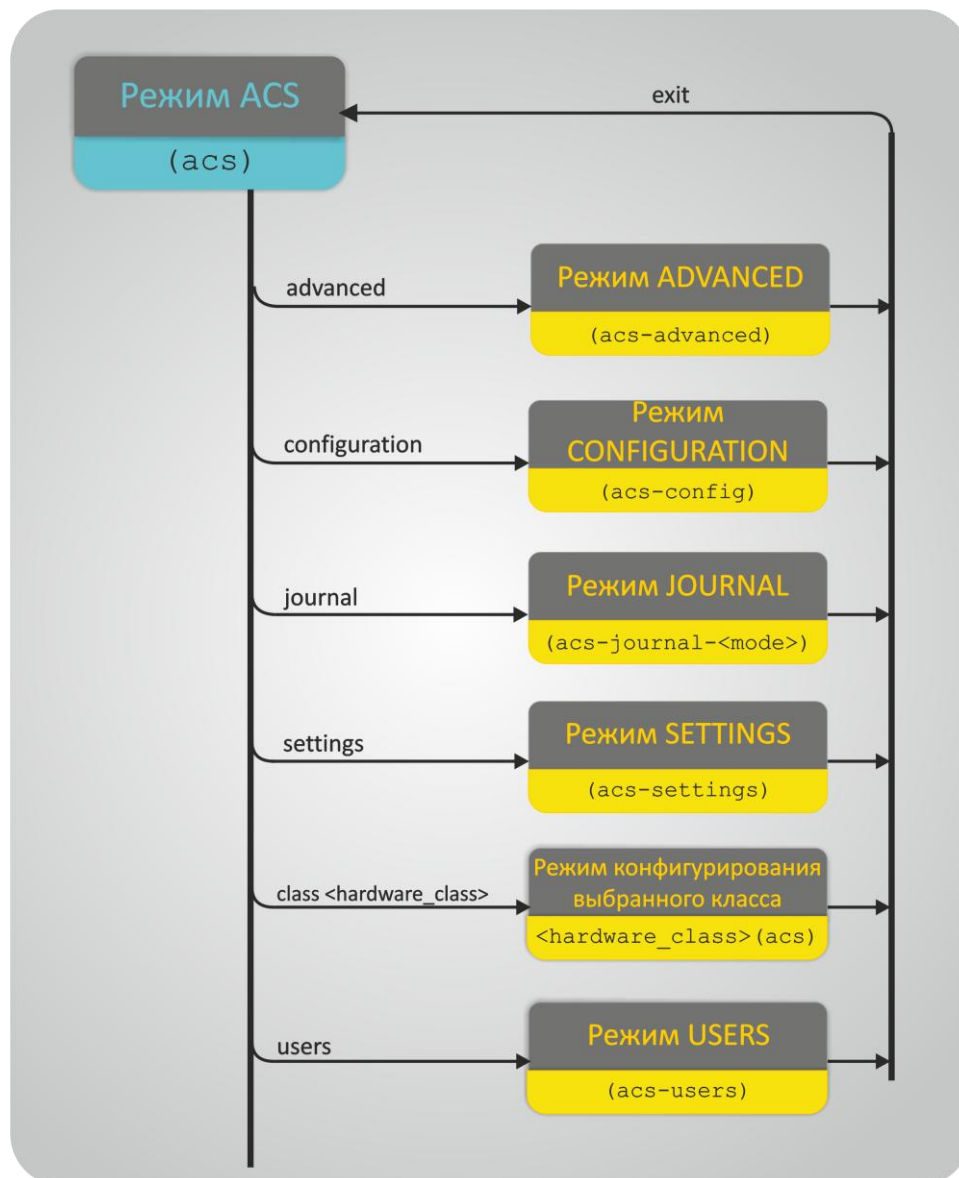 Режим ACS
(acs)
exit
advanced
Режим ADVANCED
(acs-advanced)
configuration
Режим
CONFIGURATION
(acs-config)
journal
Режим JOURNAL
(acs-journal-<mode>)
settings
Режим SETTINGS
(acs-settings)
class <hardware_class>
Режим конфигурирования
выбранного класса
<hardware_class>(acs)
users
Режим USERS
(acs-users)